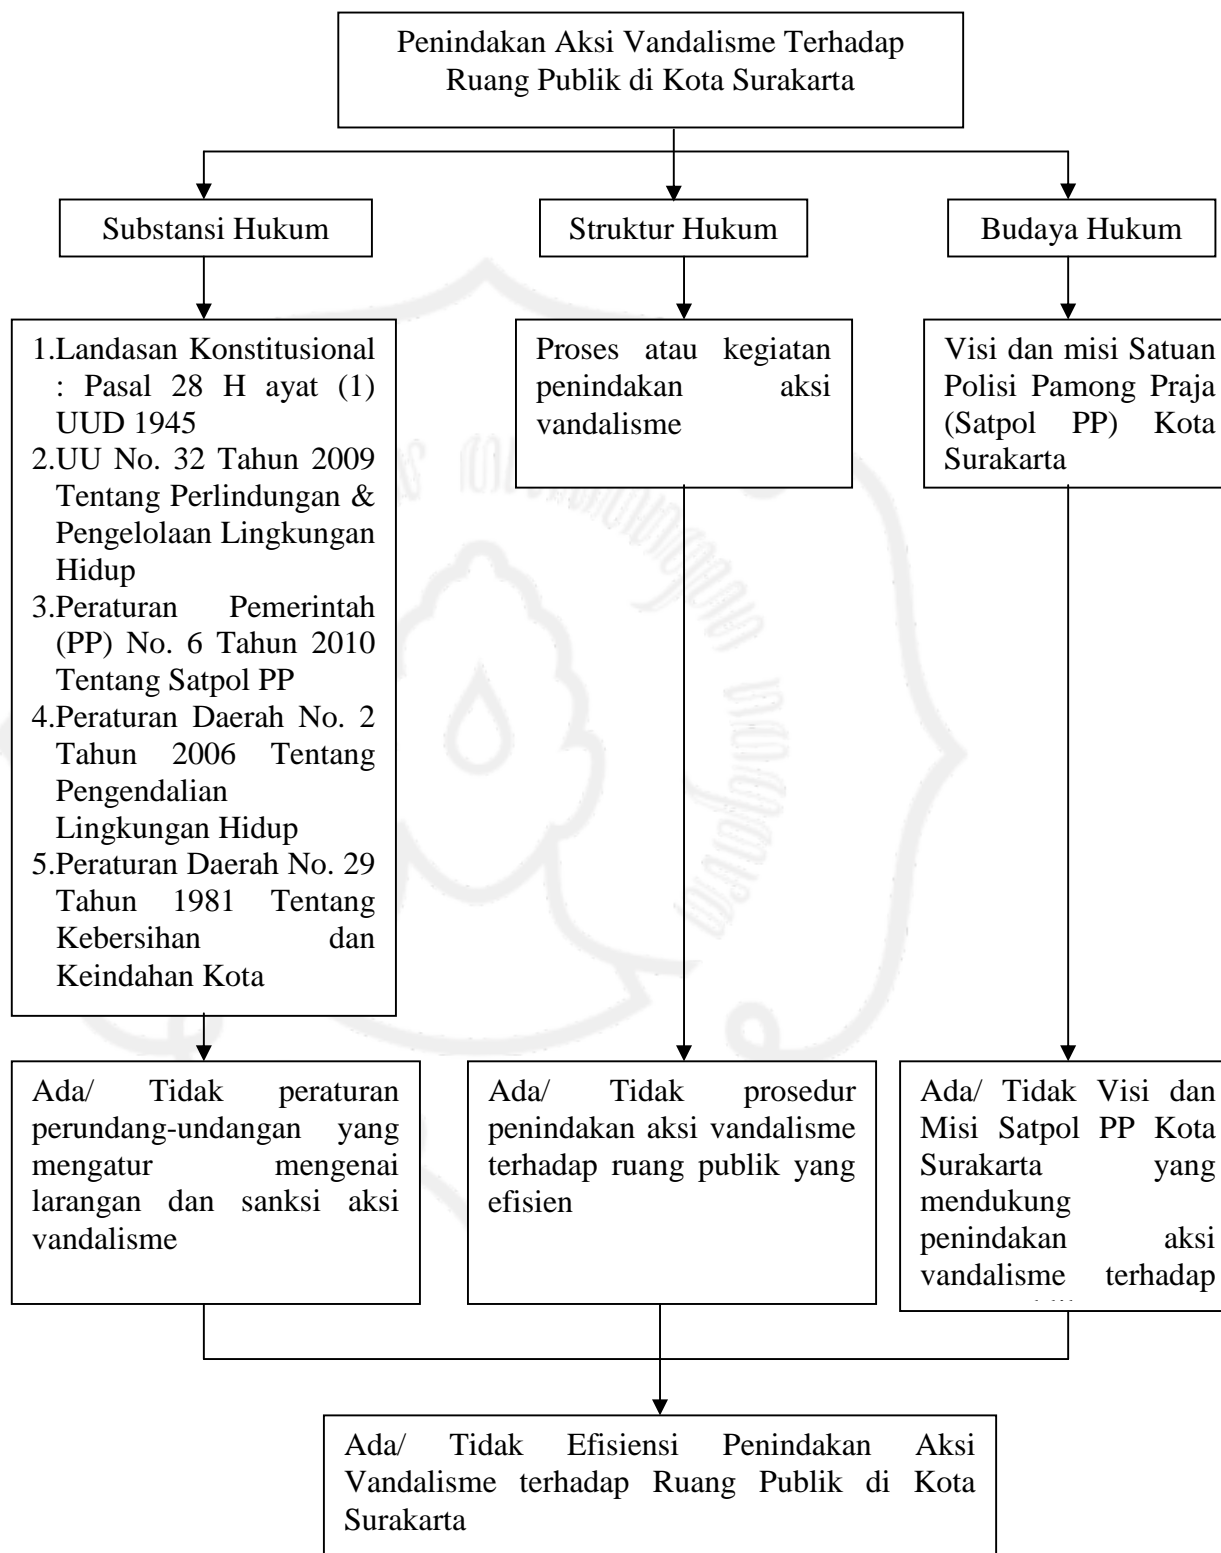 Penindakan Aksi Vandalisme Terhadap
Ruang Publik di Kota Surakarta
Substansi Hukum
Struktur Hukum
Budaya Hukum
1.Landasan Konstitusional
: Pasal 28 H ayat (1)
UUD 1945
2.UU No. 32 Tahun 2009
Tentang Perlindungan &
Pengelolaan Lingkungan
Hidup
3.Peraturan Pemerintah
(PP) No. 6 Tahun 2010
Tentang Satpol PP
4.Peraturan Daerah No. 2
Tahun 2006 Tentang
Pengendalian
Lingkungan Hidup
5.Peraturan Daerah No. 29
Tahun 1981 Tentang
Kebersihan dan
Keindahan Kota
Proses atau kegiatan
penindakan aksi
vandalisme
Visi dan misi Satuan
Polisi Pamong Praja
(Satpol PP) Kota
Surakarta
Ada/ Tidak peraturan
perundang-undangan yang
mengatur mengenai
larangan dan sanksi aksi
vandalisme
Ada/ Tidak prosedur
penindakan aksi vandalisme
terhadap ruang publik yang
efisien
Ada/ Tidak Visi dan
Misi Satpol PP Kota
Surakarta yang
mendukung
penindakan aksi
vandalisme terhadap
Ada/ Tidak Efisiensi Penindakan Aksi
Vandalisme terhadap Ruang Publik di Kota
Surakarta